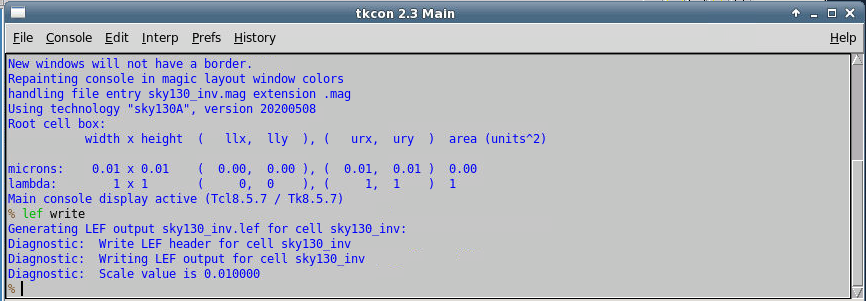 tkcon 2.3 Main
File Console Edit Interp Prefs History Help
New windows will not have a border.
Repainting console in magic layout window colors
handling file entry sky130_inv.mag extension .mag
Using technology "sky130A", version 20200508
Root cell box:
width x height ( llx, lly ), ( urx, ury ) area (units^2)
microns: 0.01 x 0.01 ( 0.00, 0.00 ), ( 0.01, 0.01 ) 0.00
lambda: 1 x 1 ( 0, 0 ), ( 1, 1 ) 1
Main console display active (Tcl8.5.7 / Tk8.5.7)
% lef write
Generating LEF output sky130_inv.lef for cell sky130_inv:
Diagnostic: Write LEF header for cell sky130_inv
Diagnostic: Writing LEF output for cell sky130_inv
Diagnostic: Scale value is 0.010000
%